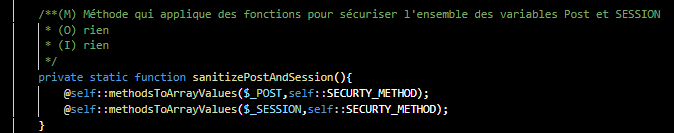 /**(M) Méthode qui applique des fonctions pour sécuriser l'ensemble des variables Post et SESSION
* (O) rien
* (I) rien
*/
private static function sanitizePostAndSession(){
@self::methodsToArrayValues($_POST,self::SECURTY_METHOD);
@self::methodsToArrayValues($_SESSION,self::SECURTY_METHOD);
}